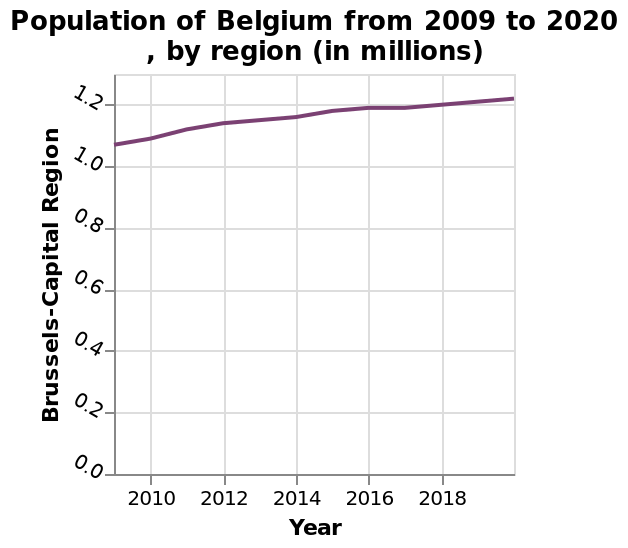 Population of Belgium from 2009 to 2020
, by region (in millions)
1.2
1.0
0.8
0.6
0.4
0.2
0.0
Brussels-Capital Region
2010 2012 2014 2016 2018
Year